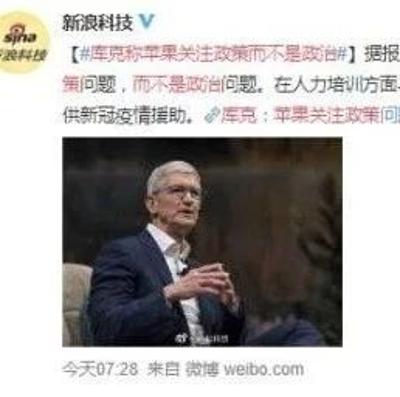 新浪科技
sina
新浪科技
【#库克称苹果关注政策而不是政治#】据报
策问题，而不是政治问题。在人力培训方面
供新冠疫情援助。 库克：苹果关注政策问
今天07:28 来自 微博 weibo.com